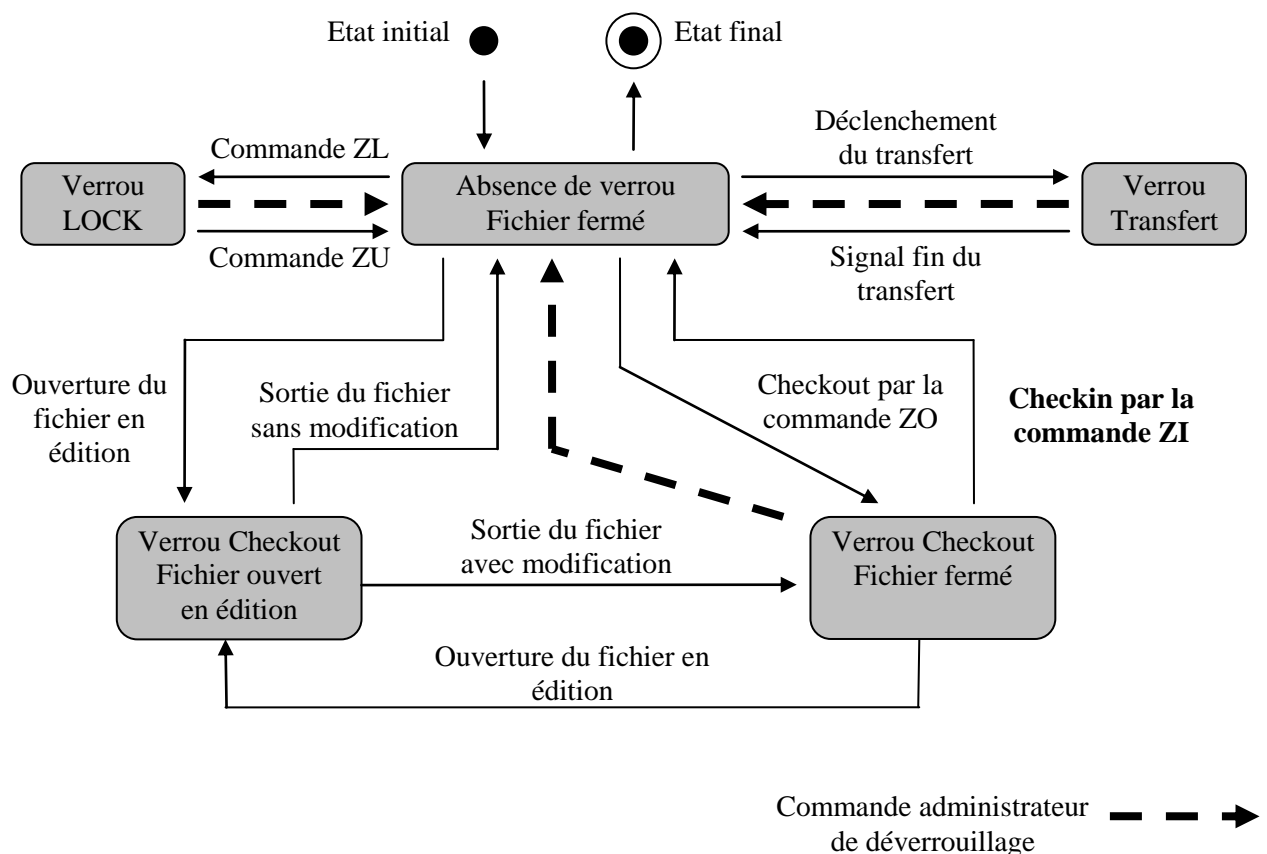 Etat initial
Etat final
Commande ZL
Déclenchement
du transfert
Verrou
LOCK
Absence de verrou
Fichier fermé
Verrou
Transfert
Commande ZU
Signal fin du
transfert
Ouverture du
fichier en
édition
Sortie du fichier
sans modification
Checkout par la
commande ZO
Checkin par la
commande ZI
Verrou Checkout
Fichier ouvert
en édition
Sortie du fichier
avec modification
Verrou Checkout
Fichier fermé
Ouverture du fichier en
édition
Commande administrateur
de déverrouillage